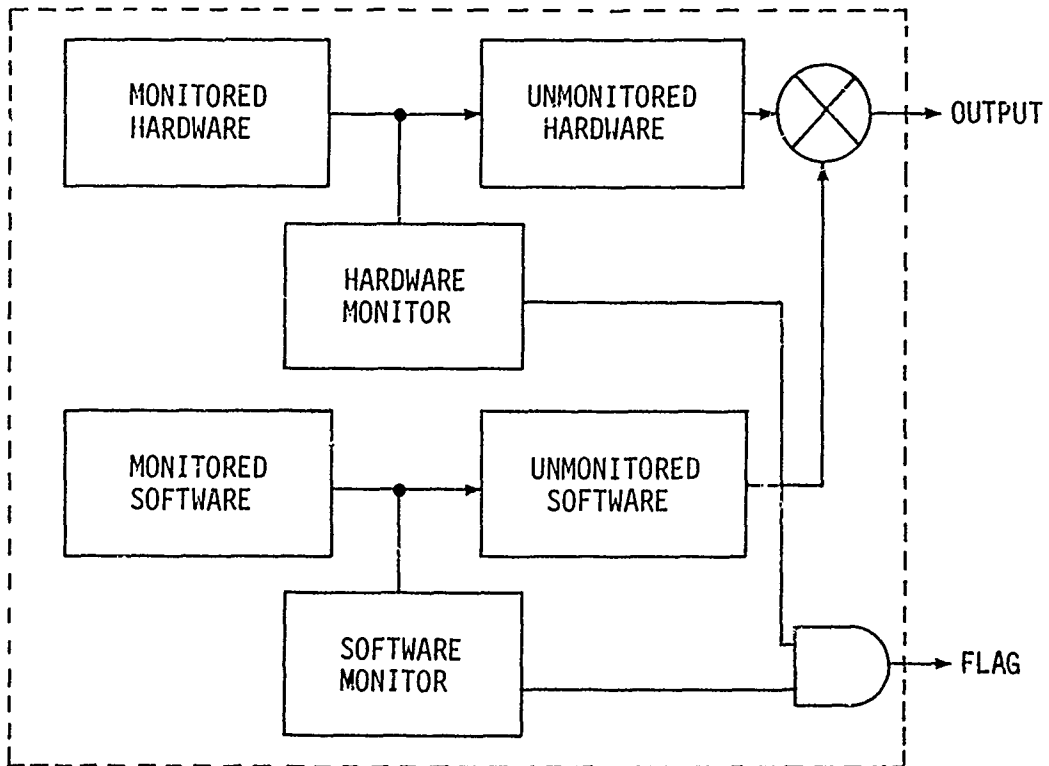 MONITORED
HARDWARE
UNMONITORED
HARDWARE
OUTPUT
HARDWARE
MONITOR
MONITORED
SOFTWARE
UNMONITORED
SOFTWARE
SOFTWARE
MONITOR
FLAG